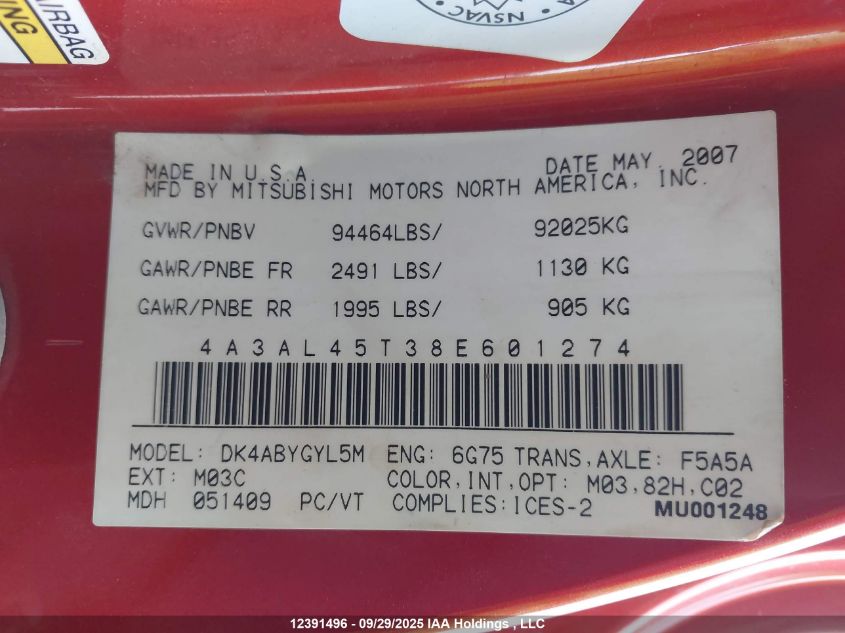 AIRBAG
NING
NSVAC
MADE IN U.S.A DATE MAY. 2007
MFD BY MITSUBISHI MOTORS NORTH AMERICA, INC.
GVWR/PNBV 94464LBS/ 92025KG
GAWR/PNBE FR 2491 LBS/ 1130 KG
GAWR/PNBE RR 1995 LBS/ 905 KG
4A3AL45T38E601274
MODEL: DK4ABYGYL5M ENG: 6G75 TRANS,AXLE: F5A5A
EXT: M03C COLOR,INT,OPT: M03,82H,C02
MDH 051409 PC/VT COMPLIES:ICES-2 MU001248
12391496 - 09/29/2025 IAA Holdings , LLC